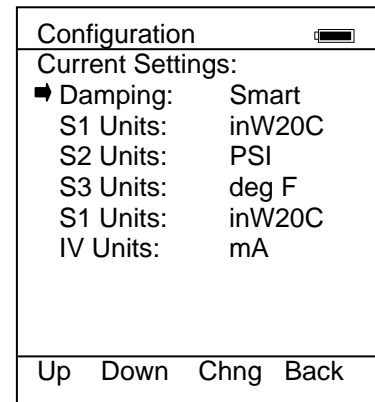 Configuration
Current Settings:
Damping: Smart
S1 Units: inW20C
S2 Units: PSI
S3 Units: deg F
S1 Units: inW20C
IV Units: mA
Up Down Chng Back